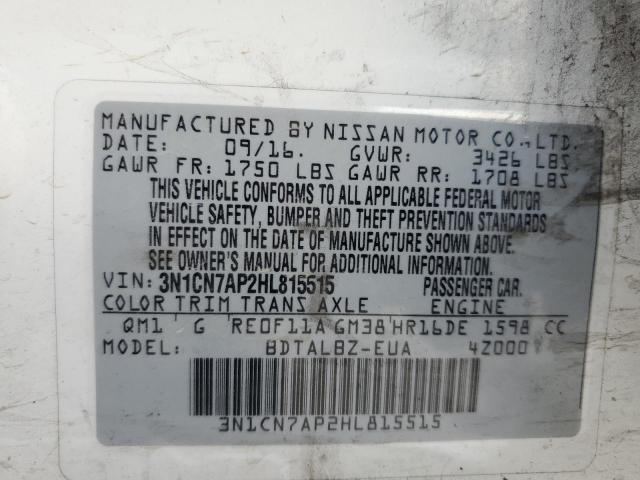 MANUFACTURED BY NISSAN MOTOR CO., LTD.
DATE: 09/16. GVWR: 3426 LBS
GAWR FR: 1750 LBS GAWR RR: 1708 LBS
THIS VEHICLE CONFORMS TO ALL APPLICABLE FEDERAL MOTOR
VEHICLE SAFETY, BUMPER AND THEFT PREVENTION STANDARDS
IN EFFECT ON THE DATE OF MANUFACTURE SHOWN ABOVE.
SEE OWNER'S MANUAL FOR ADDITIONAL INFORMATION.
VIN: 3N1CN7AP2HL815515 PASSENGER CAR.
COLOR TRIM TRANS AXLE ENGINE
QM1 G RE0F11A GM38 HR16DE 1598 CC
MODEL: BDTALBZ-EUA 4Z000
3N1CN7AP2HL815515